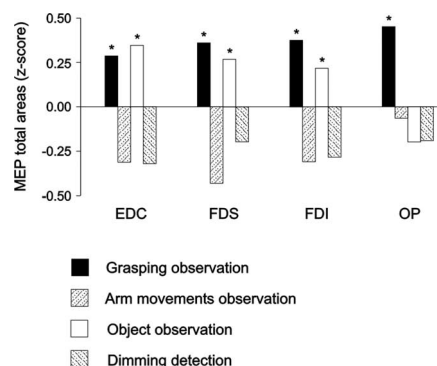 0.50
0.25
0.00
-0.25
-0.50
MEP total areas (z-score)
* * * * * * *
EDC FDS FDI OP
Grasping observation
Arm movements observation
Object observation
Dimming detection